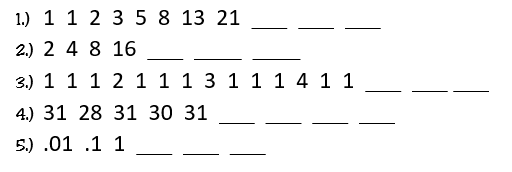 1.) 1 1 2 3 5 8 13 21 ___ ___ ___
2.) 2 4 8 16 ___ ___ ___
3.) 1 1 1 2 1 1 1 3 1 1 1 4 1 1 ___ ___ ___
4.) 31 28 31 30 31 ___ ___ ___ ___
5.) .01 .1 1 ___ ___ ___